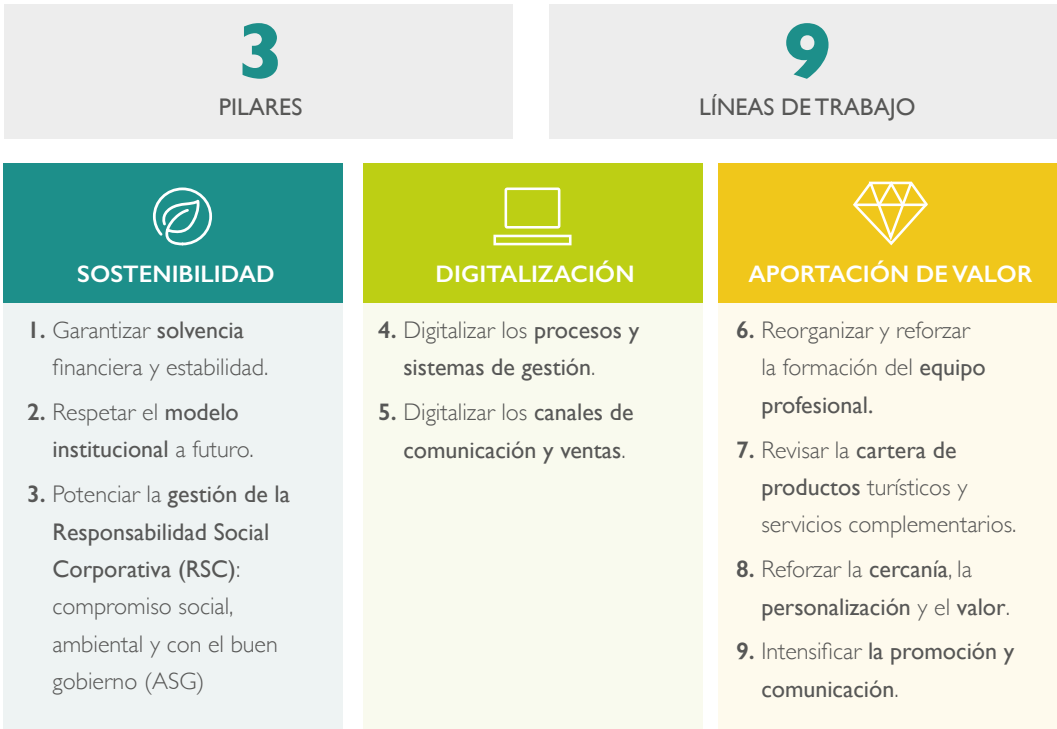 3
PILARES
9
LÍNEAS DE TRABAJO
SOSTENIBILIDAD
1. Garantizar solvencia
financiera y estabilidad.
2. Respetar el modelo
institucional a futuro.
3. Potenciar la gestión de la
Responsabilidad Social
Corporativa (RSC):
compromiso social,
ambiental y con el buen
gobierno (ASG)
DIGITALIZACIÓN
4. Digitalizar los procesos y
sistemas de gestión.
5. Digitalizar los canales de
comunicación y ventas.
APORTACIÓN DE VALOR
6. Reorganizar y reforzar
la formación del equipo
profesional.
7. Revisar la cartera de
productos turísticos y
servicios complementarios.
8. Reforzar la cercanía, la
personalización y el valor.
9. Intensificar la promoción y
comunicación.